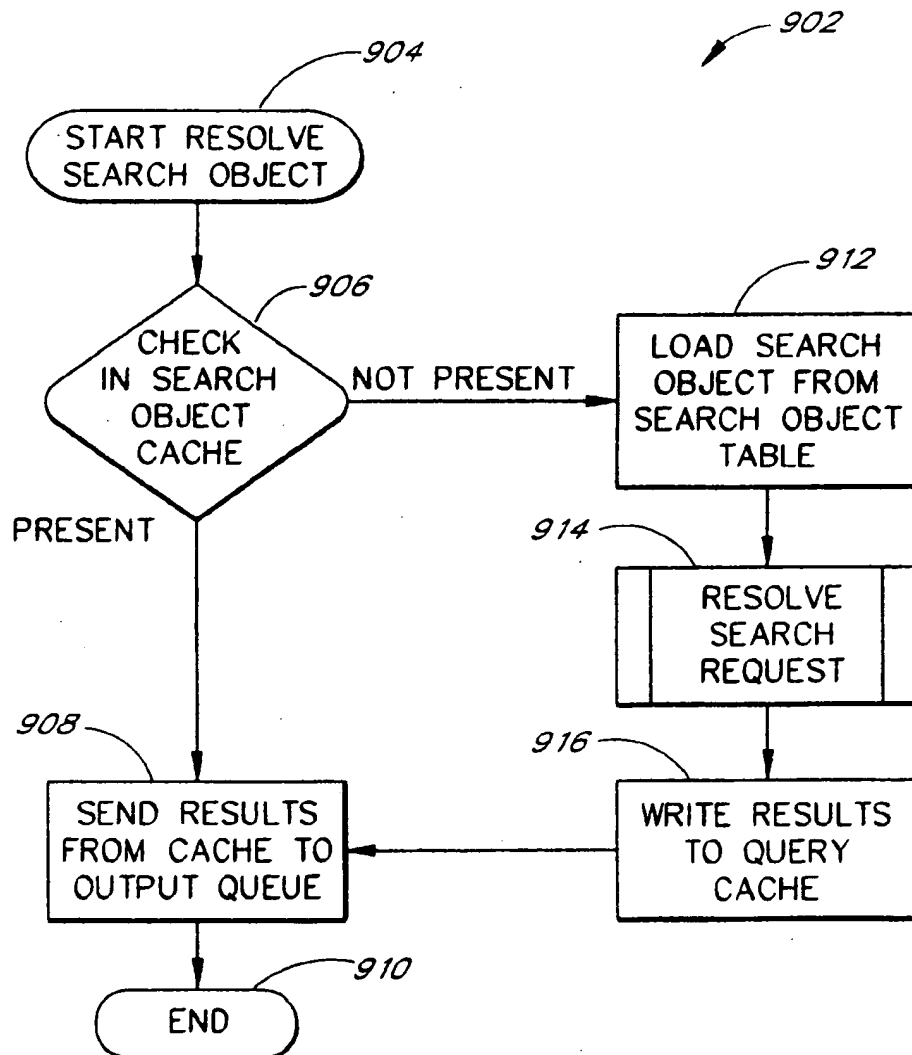 902
904
START RESOLVE
SEARCH OBJECT
906
CHECK
IN SEARCH
OBJECT
CACHE
NOT PRESENT
PRESENT
912
LOAD SEARCH
OBJECT FROM
SEARCH OBJECT
TABLE
914
RESOLVE
SEARCH
REQUEST
916
WRITE RESULTS
TO QUERY
CACHE
908
SEND RESULTS
FROM CACHE TO
OUTPUT QUEUE
910
END